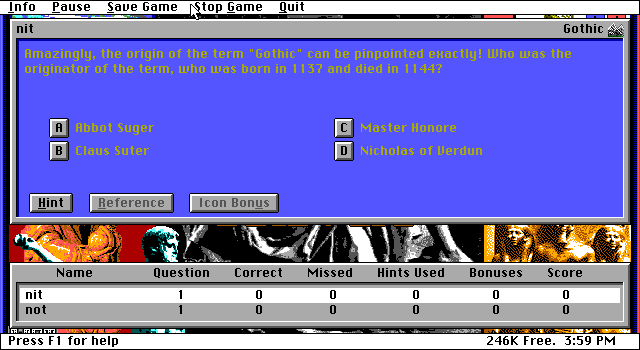 Info Pause Save Game Stop Game Quit
nit Gothic
Amazingly, the origin of the term "Gothic" can be pinpointed exactly! Who was the
originator of the term, who was born in 1137 and died in 1144?
A Abbot Suger C Master Honore
B Claus Suter D Nicholas of Verdun
Hint Reference Icon Bonus
Name Question Correct Missed Hints Used Bonuses Score
nit 1 0 0 0 0 0
not 1 0 0 0 0 0
Press F1 for help 246K Free. 3:59 PM